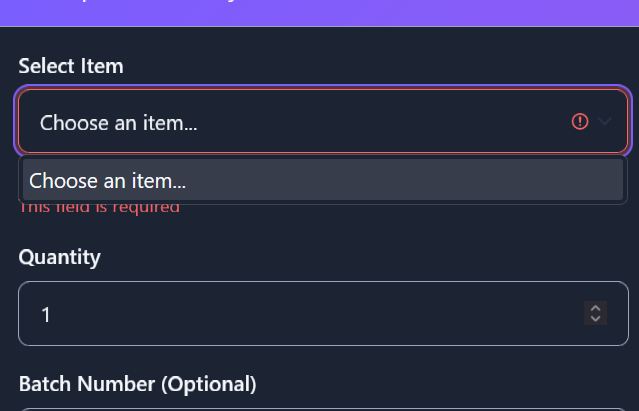 Select Item
Choose an item...
Choose an item...
This field is required
Quantity
1
Batch Number (Optional)